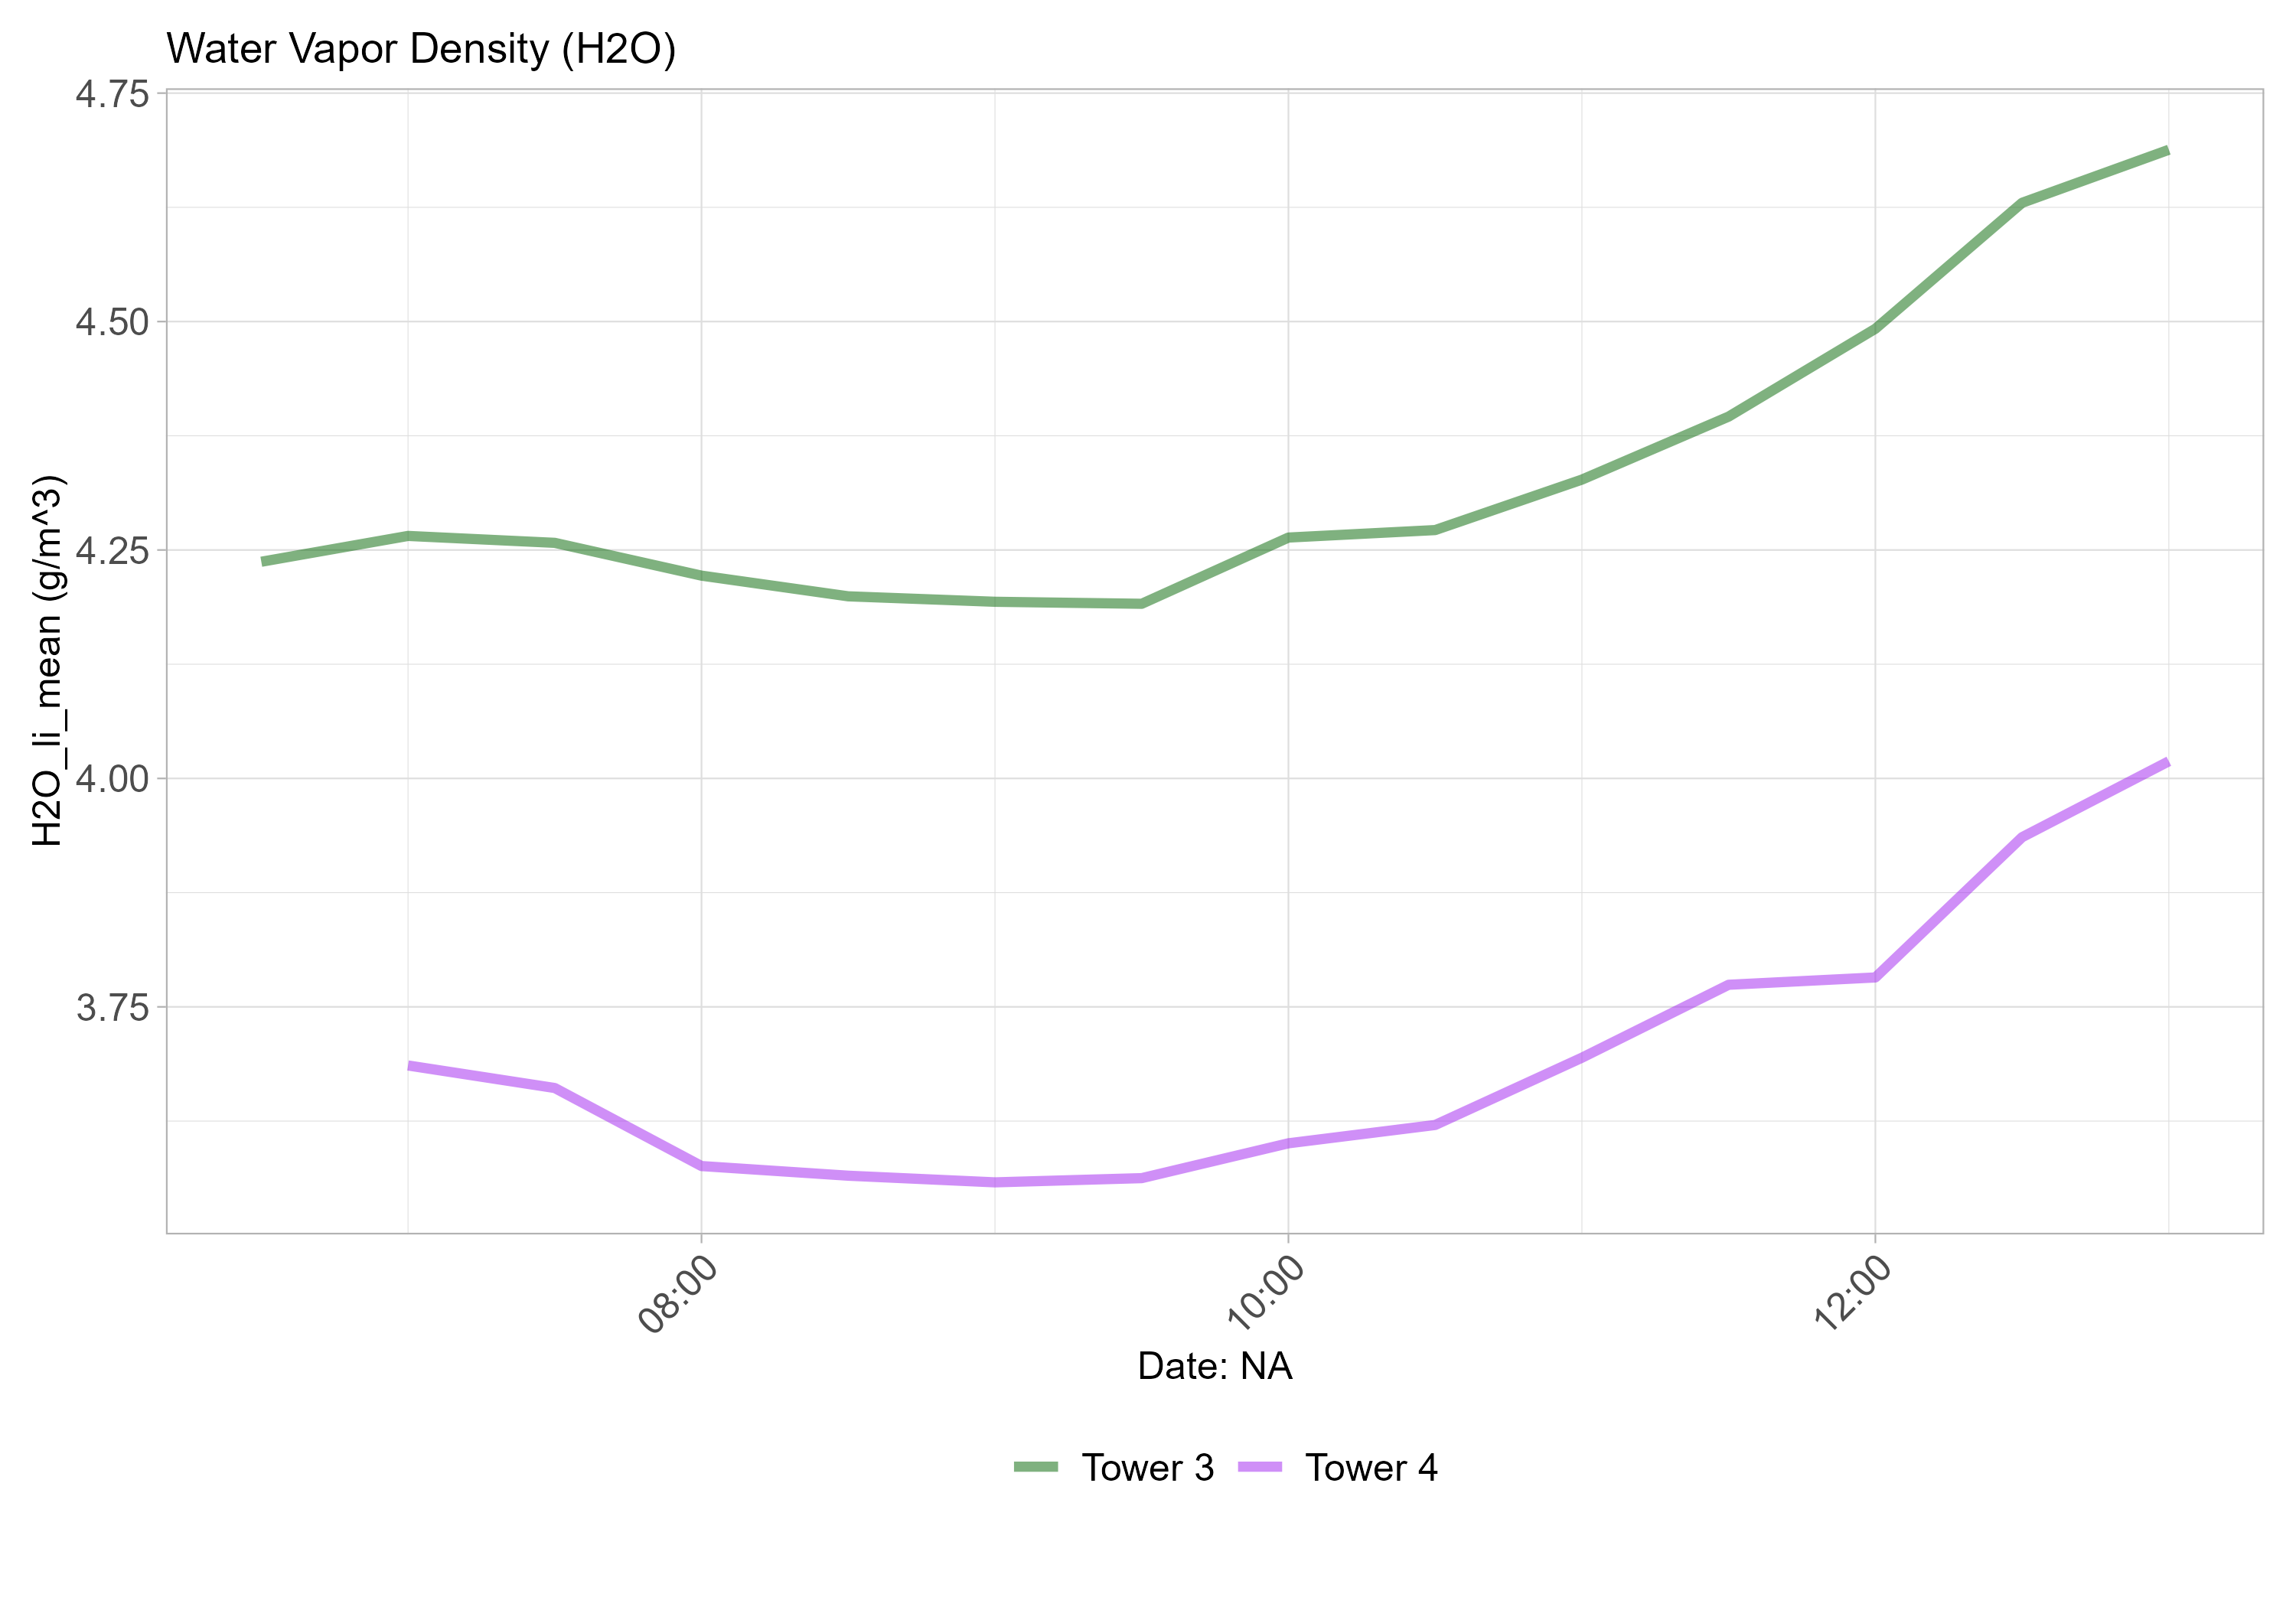 Water Vapor Density (H2O)
4.75
4.50
4.25
4.00
3.75
H2O_li_mean (g/m^3)
08:00
10:00
12:00
Date: NA
Tower 3
Tower 4